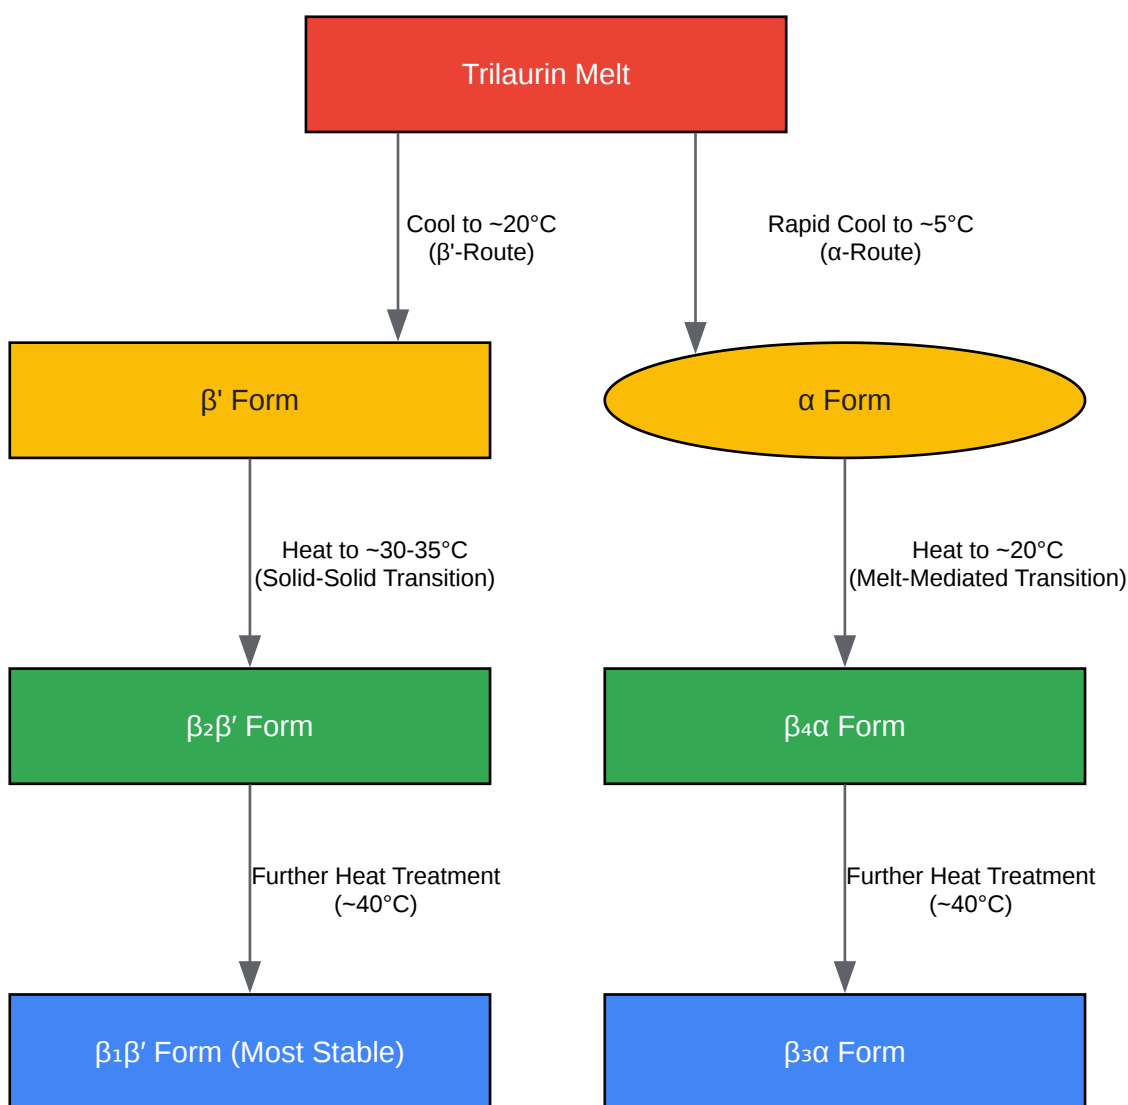 Trilaurin Melt
Cool to ~20°C
(β'-Route)
Rapid Cool to ~5°C
(α-Route)
β' Form
α Form
Heat to ~30-35°C
(Solid-Solid Transition)
Heat to ~20°C
(Melt-Mediated Transition)
β₂β′ Form
β₄α Form
Further Heat Treatment
(~40°C)
Further Heat Treatment
(~40°C)
β₁β′ Form (Most Stable)
β₃α Form